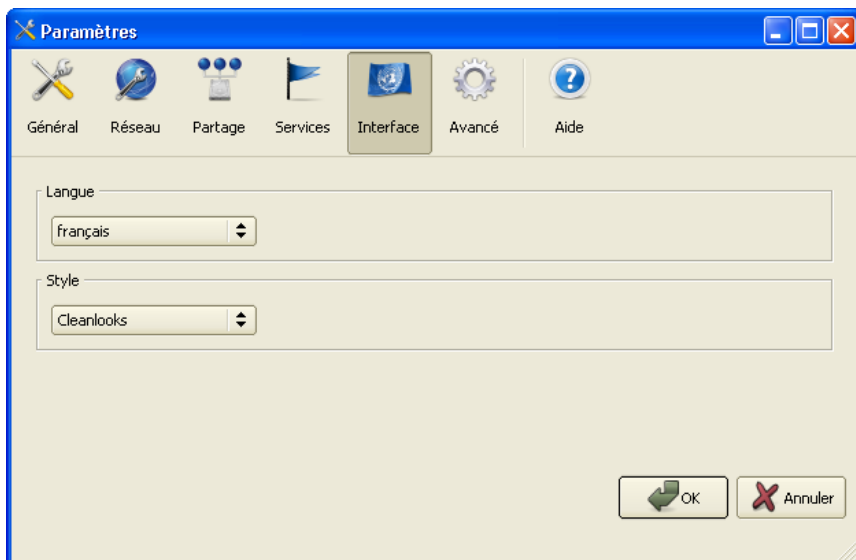 Paramètres
Général Réseau Partage Services Interface Avancé Aide
Langue
français
Style
Cleanlooks
OK Annuler